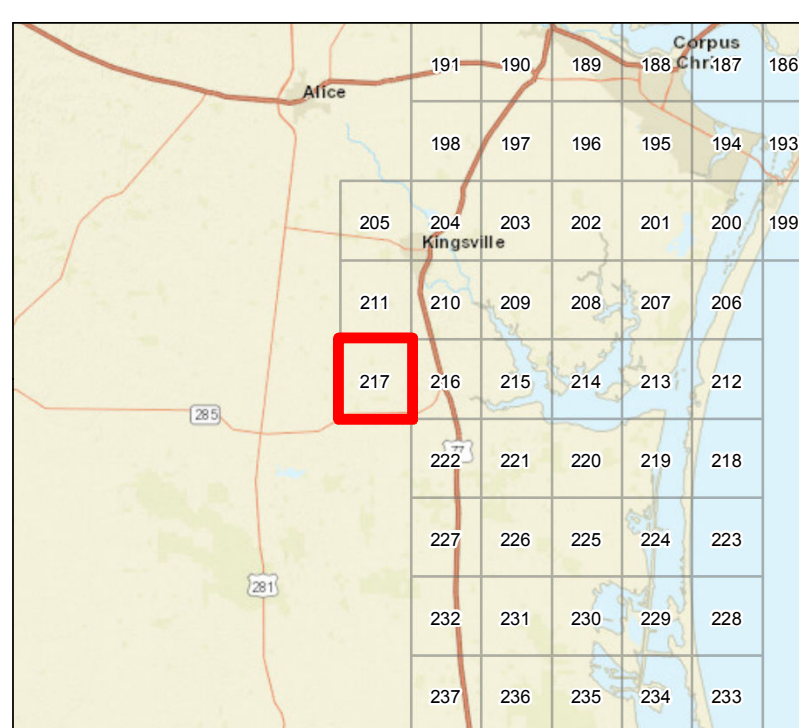 Corpus
191 190 189 188 Chri 187 186
Alice
198 197 196 195 194 193
205 204 203 202 201 200 199
Kingsville
211 210 209 208 207 206
217 216 215 214 213 212
285
222 77 221 220 219 218
227 226 225 224 223
281
232 231 230 229 228
237 236 235 234 233